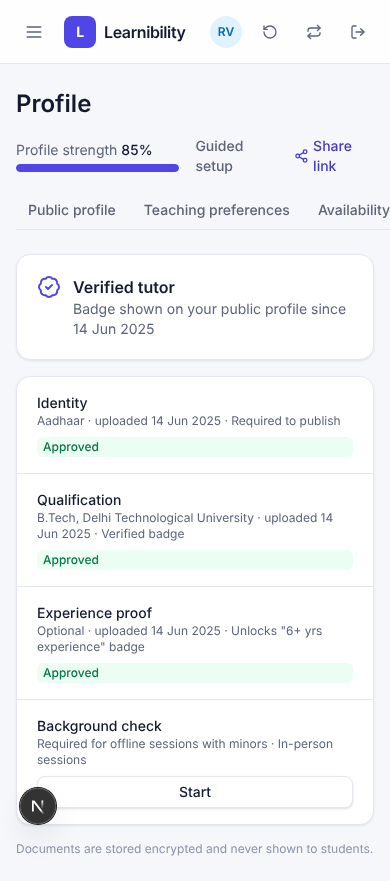 L Learnibility RV
Profile
Profile strength 85%
Guided
setup
Share
link
Public profile Teaching preferences Availability
Verified tutor
Badge shown on your public profile since
14 Jun 2025
Identity
Aadhaar · uploaded 14 Jun 2025 · Required to publish
Approved
Qualification
B.Tech, Delhi Technological University · uploaded 14
Jun 2025 · Verified badge
Approved
Experience proof
Optional · uploaded 14 Jun 2025 · Unlocks "6+ yrs
experience" badge
Approved
Background check
Required for offline sessions with minors · In-person
sessions
Start
N
Documents are stored encrypted and never shown to students.